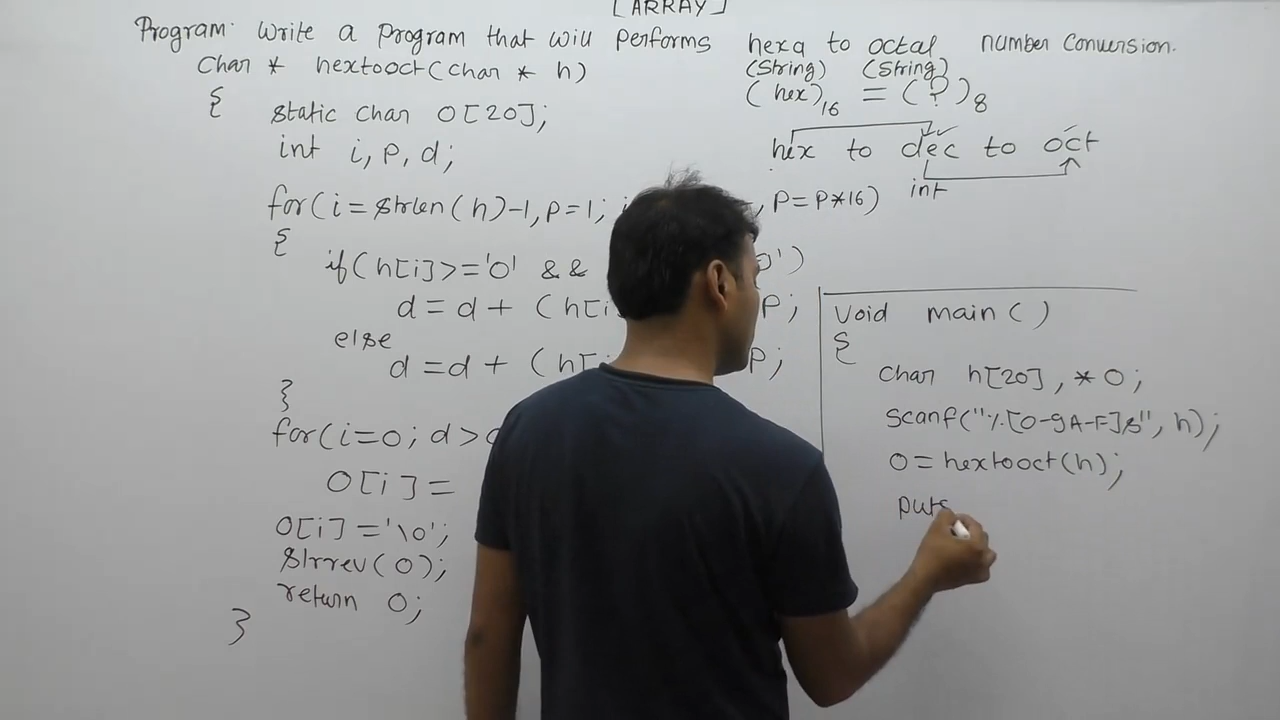 [ARRAY]
Program: Write a program that will performs hexa to octal number conversion.
(String) (String)
char * hextooct(char * h)
(hex)16 = (?)8
{
static char O[20];
int i, p, d;
hex to dec to oct
int
for(i=strlen(h)-1, p=1; , p=p*16)
{
if(h[i]>='0' &&
d = d + (h[i p;
else
d = d + (h[i p;
}
for(i=0; d>
O[i] =
O[i] ='\0';
strrev(O);
return O;
}
void main()
{
char h[20], *O;
scanf("%[0-9A-F]s", h);
O=hextooct(h);
puts